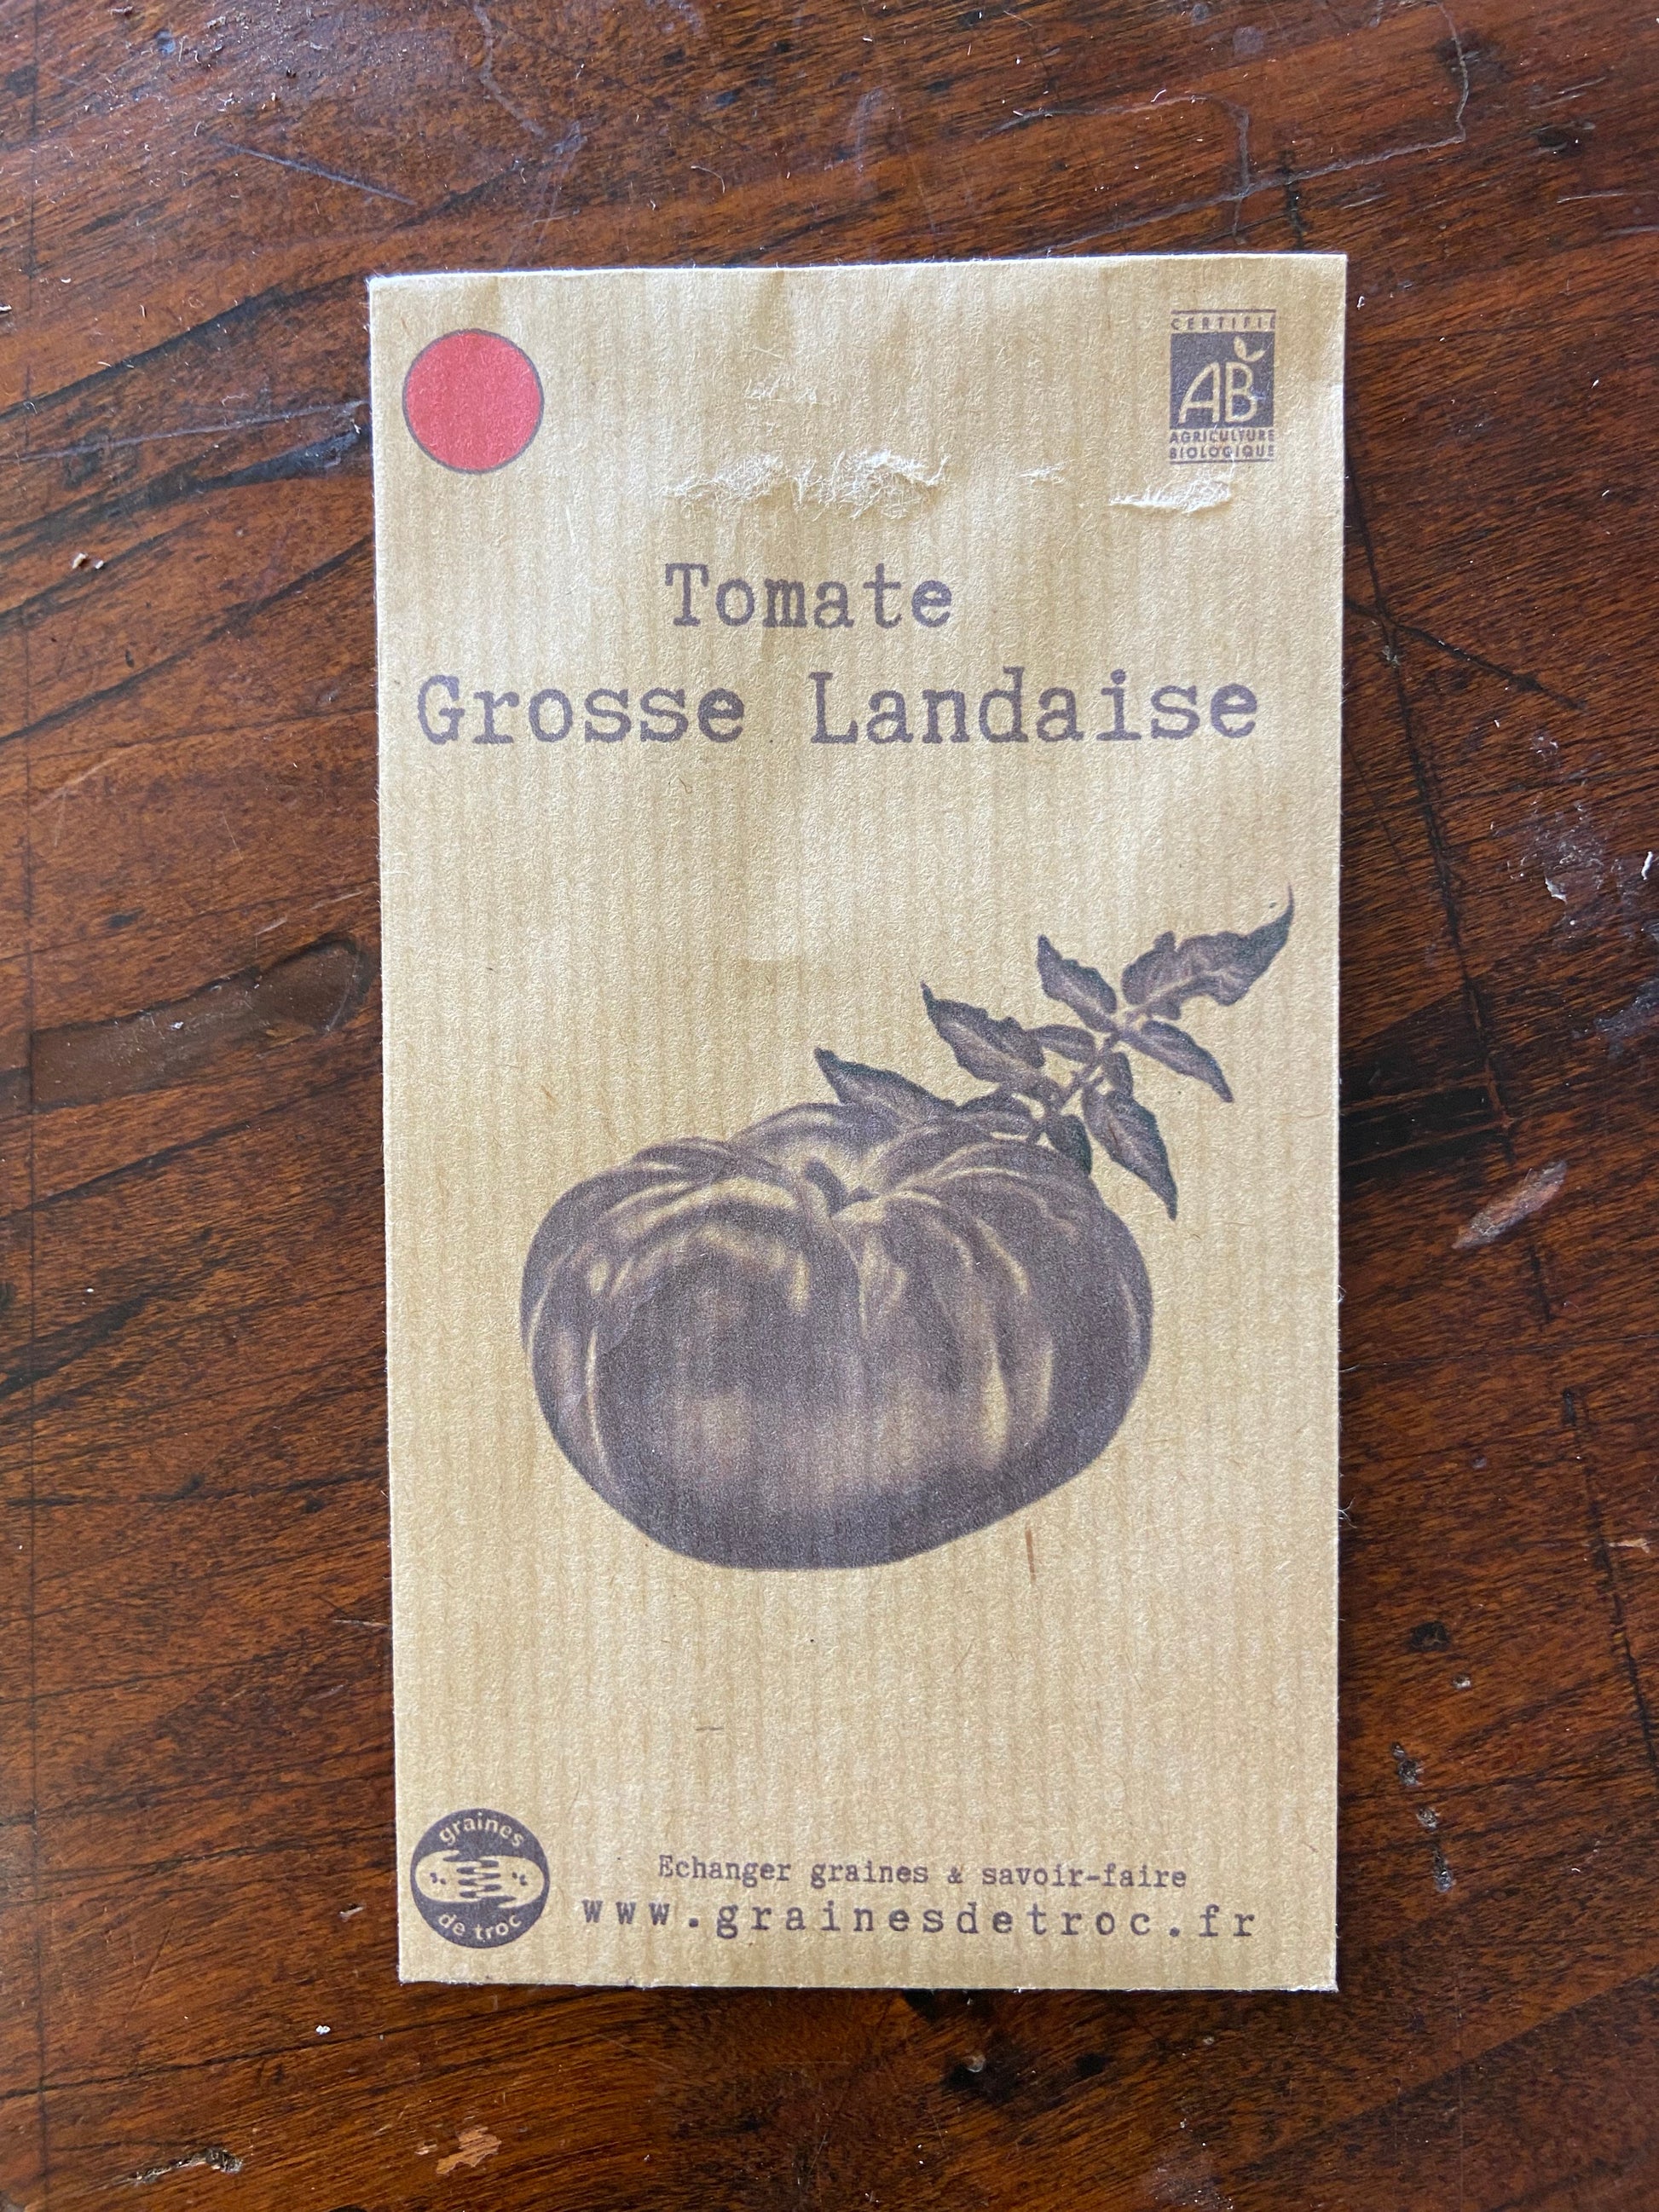 CERTIFIÉ
AB
AGRICULTURE
BIOLOGIQUE
Tomate
Grosse Landaise
graines
de troc
Echanger graines & savoir-faire
www.grainesdetroc.fr